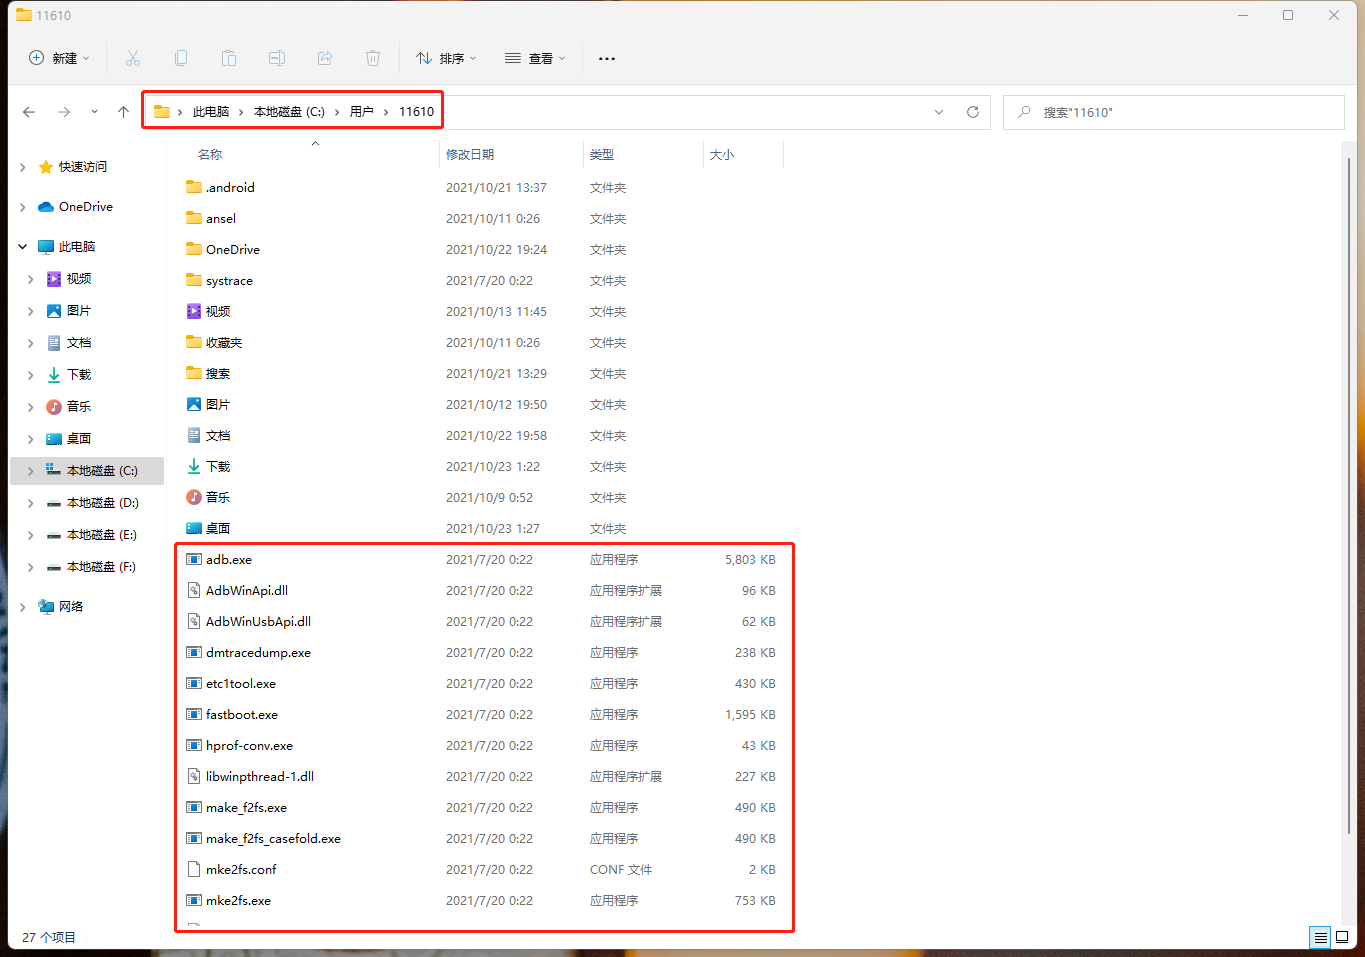 11610
新建
排序
查看
此电脑 本地磁盘 (C:) 用户 11610
搜索"11610"
名称 修改日期 类型 大小
快速访问
OneDrive
此电脑
视频
图片
文档
下载
音乐
桌面
本地磁盘 (C:)
本地磁盘 (D:)
本地磁盘 (E:)
本地磁盘 (F:)
网络
.android 2021/10/21 13:37 文件夹
ansel 2021/10/11 0:26 文件夹
OneDrive 2021/10/22 19:24 文件夹
systrace 2021/7/20 0:22 文件夹
视频 2021/10/13 11:45 文件夹
收藏夹 2021/10/11 0:26 文件夹
搜索 2021/10/21 13:29 文件夹
图片 2021/10/12 19:50 文件夹
文档 2021/10/22 19:58 文件夹
下载 2021/10/23 1:22 文件夹
音乐 2021/10/9 0:52 文件夹
桌面 2021/10/23 1:27 文件夹
adb.exe 2021/7/20 0:22 应用程序 5,803 KB
AdbWinApi.dll 2021/7/20 0:22 应用程序扩展 96 KB
AdbWinUsbApi.dll 2021/7/20 0:22 应用程序扩展 62 KB
dmtracedump.exe 2021/7/20 0:22 应用程序 238 KB
etc1tool.exe 2021/7/20 0:22 应用程序 430 KB
fastboot.exe 2021/7/20 0:22 应用程序 1,595 KB
hprof-conv.exe 2021/7/20 0:22 应用程序 43 KB
libwinpthread-1.dll 2021/7/20 0:22 应用程序扩展 227 KB
make_f2fs.exe 2021/7/20 0:22 应用程序 490 KB
make_f2fs_casefold.exe 2021/7/20 0:22 应用程序 490 KB
mke2fs.conf 2021/7/20 0:22 CONF 文件 2 KB
mke2fs.exe 2021/7/20 0:22 应用程序 753 KB
27 个项目